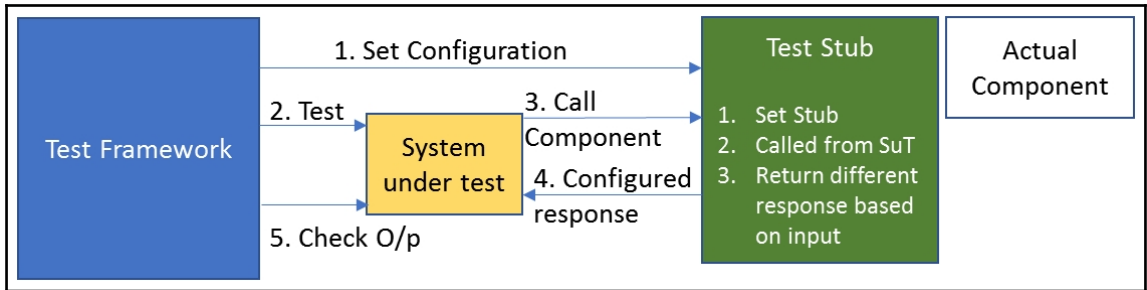 Test Framework
1. Set Configuration
2. Test
System
under test
3. Call
Component
4. Configured
response
5. Check O/p
Test Stub
1. Set Stub
2. Called from SuT
3. Return different
response based
on input
Actual
Component